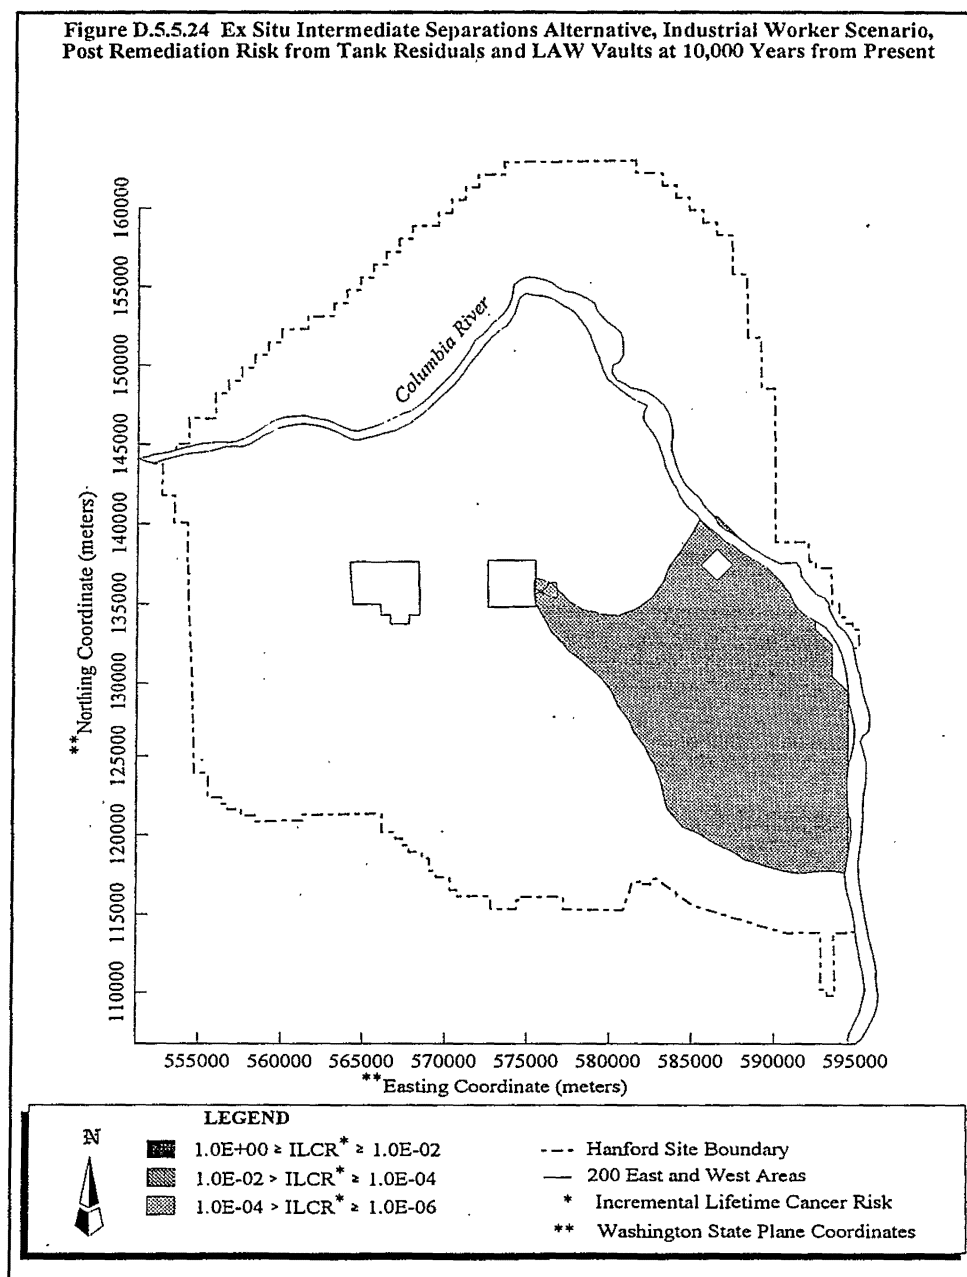 Figure D.5.5.24 Ex Situ Intermediate Separations Alternative, Industrial Worker Scenario,
Post Remediation Risk from Tank Residuals and LAW Vaults at 10,000 Years from Present
160000
155000
150000
145000
140000
135000
130000
125000
120000
115000
110000
**Northing Coordinate (meters)
Columbia River
555000 560000 565000 570000 575000 580000 585000 590000 595000
**Easting Coordinate (meters)
LEGEND
N
1.0E+00 ≥ ILCR* ≥ 1.0E-02
1.0E-02 > ILCR* ≥ 1.0E-04
1.0E-04 > ILCR* ≥ 1.0E-06
Hanford Site Boundary
200 East and West Areas
* Incremental Lifetime Cancer Risk
** Washington State Plane Coordinates